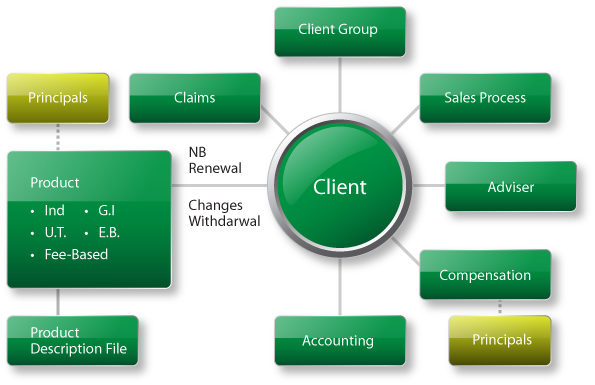 Client Group
Principals
Claims
Sales Process
NB
Renewal
Product
• Ind • G.I
• U.T. • E.B.
• Fee-Based
Client
Adviser
Changes
Withdarwal
Compensation
Product
Description File
Accounting
Principals